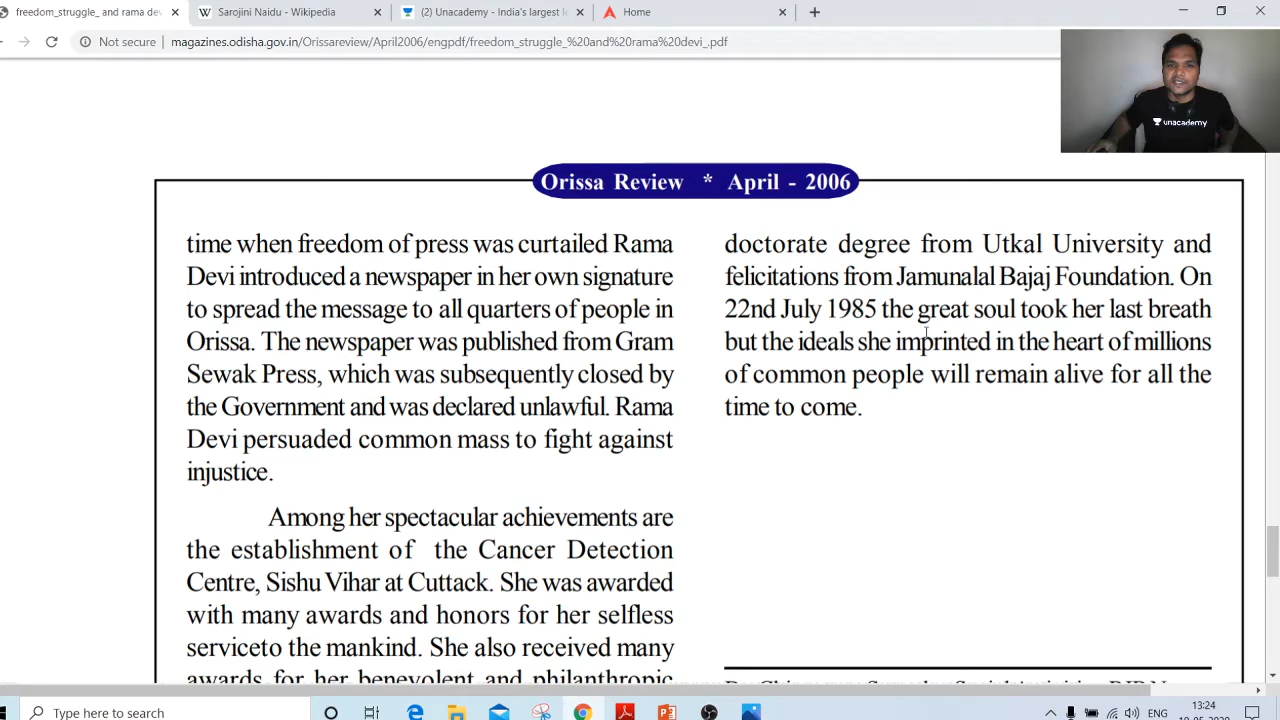 freedom_struggle_ and rama de
Sarojini Naidu - Wikipedia
(2) Unacademy - India's largest l
Home
Not secure
magazines.odisha.gov.in/Orissareview/April2006/engpdf/freedom_struggle_%20and%20rama%20devi_.pdf
unacademy
Orissa Review * April - 2006
time when freedom of press was curtailed Rama
Devi introduced a newspaper in her own signature
to spread the message to all quarters of people in
Orissa. The newspaper was published from Gram
Sewak Press, which was subsequently closed by
the Government and was declared unlawful. Rama
Devi persuaded common mass to fight against
injustice.
Among her spectacular achievements are
the establishment of the Cancer Detection
Centre, Sishu Vihar at Cuttack. She was awarded
with many awards and honors for her selfless
serviceto the mankind. She also received many
awards for her benevolent and philanthropic
doctorate degree from Utkal University and
felicitations from Jamunalal Bajaj Foundation. On
22nd July 1985 the great soul took her last breath
but the ideals she imprinted in the heart of millions
of common people will remain alive for all the
time to come.
Type here to search
ENG
13:24